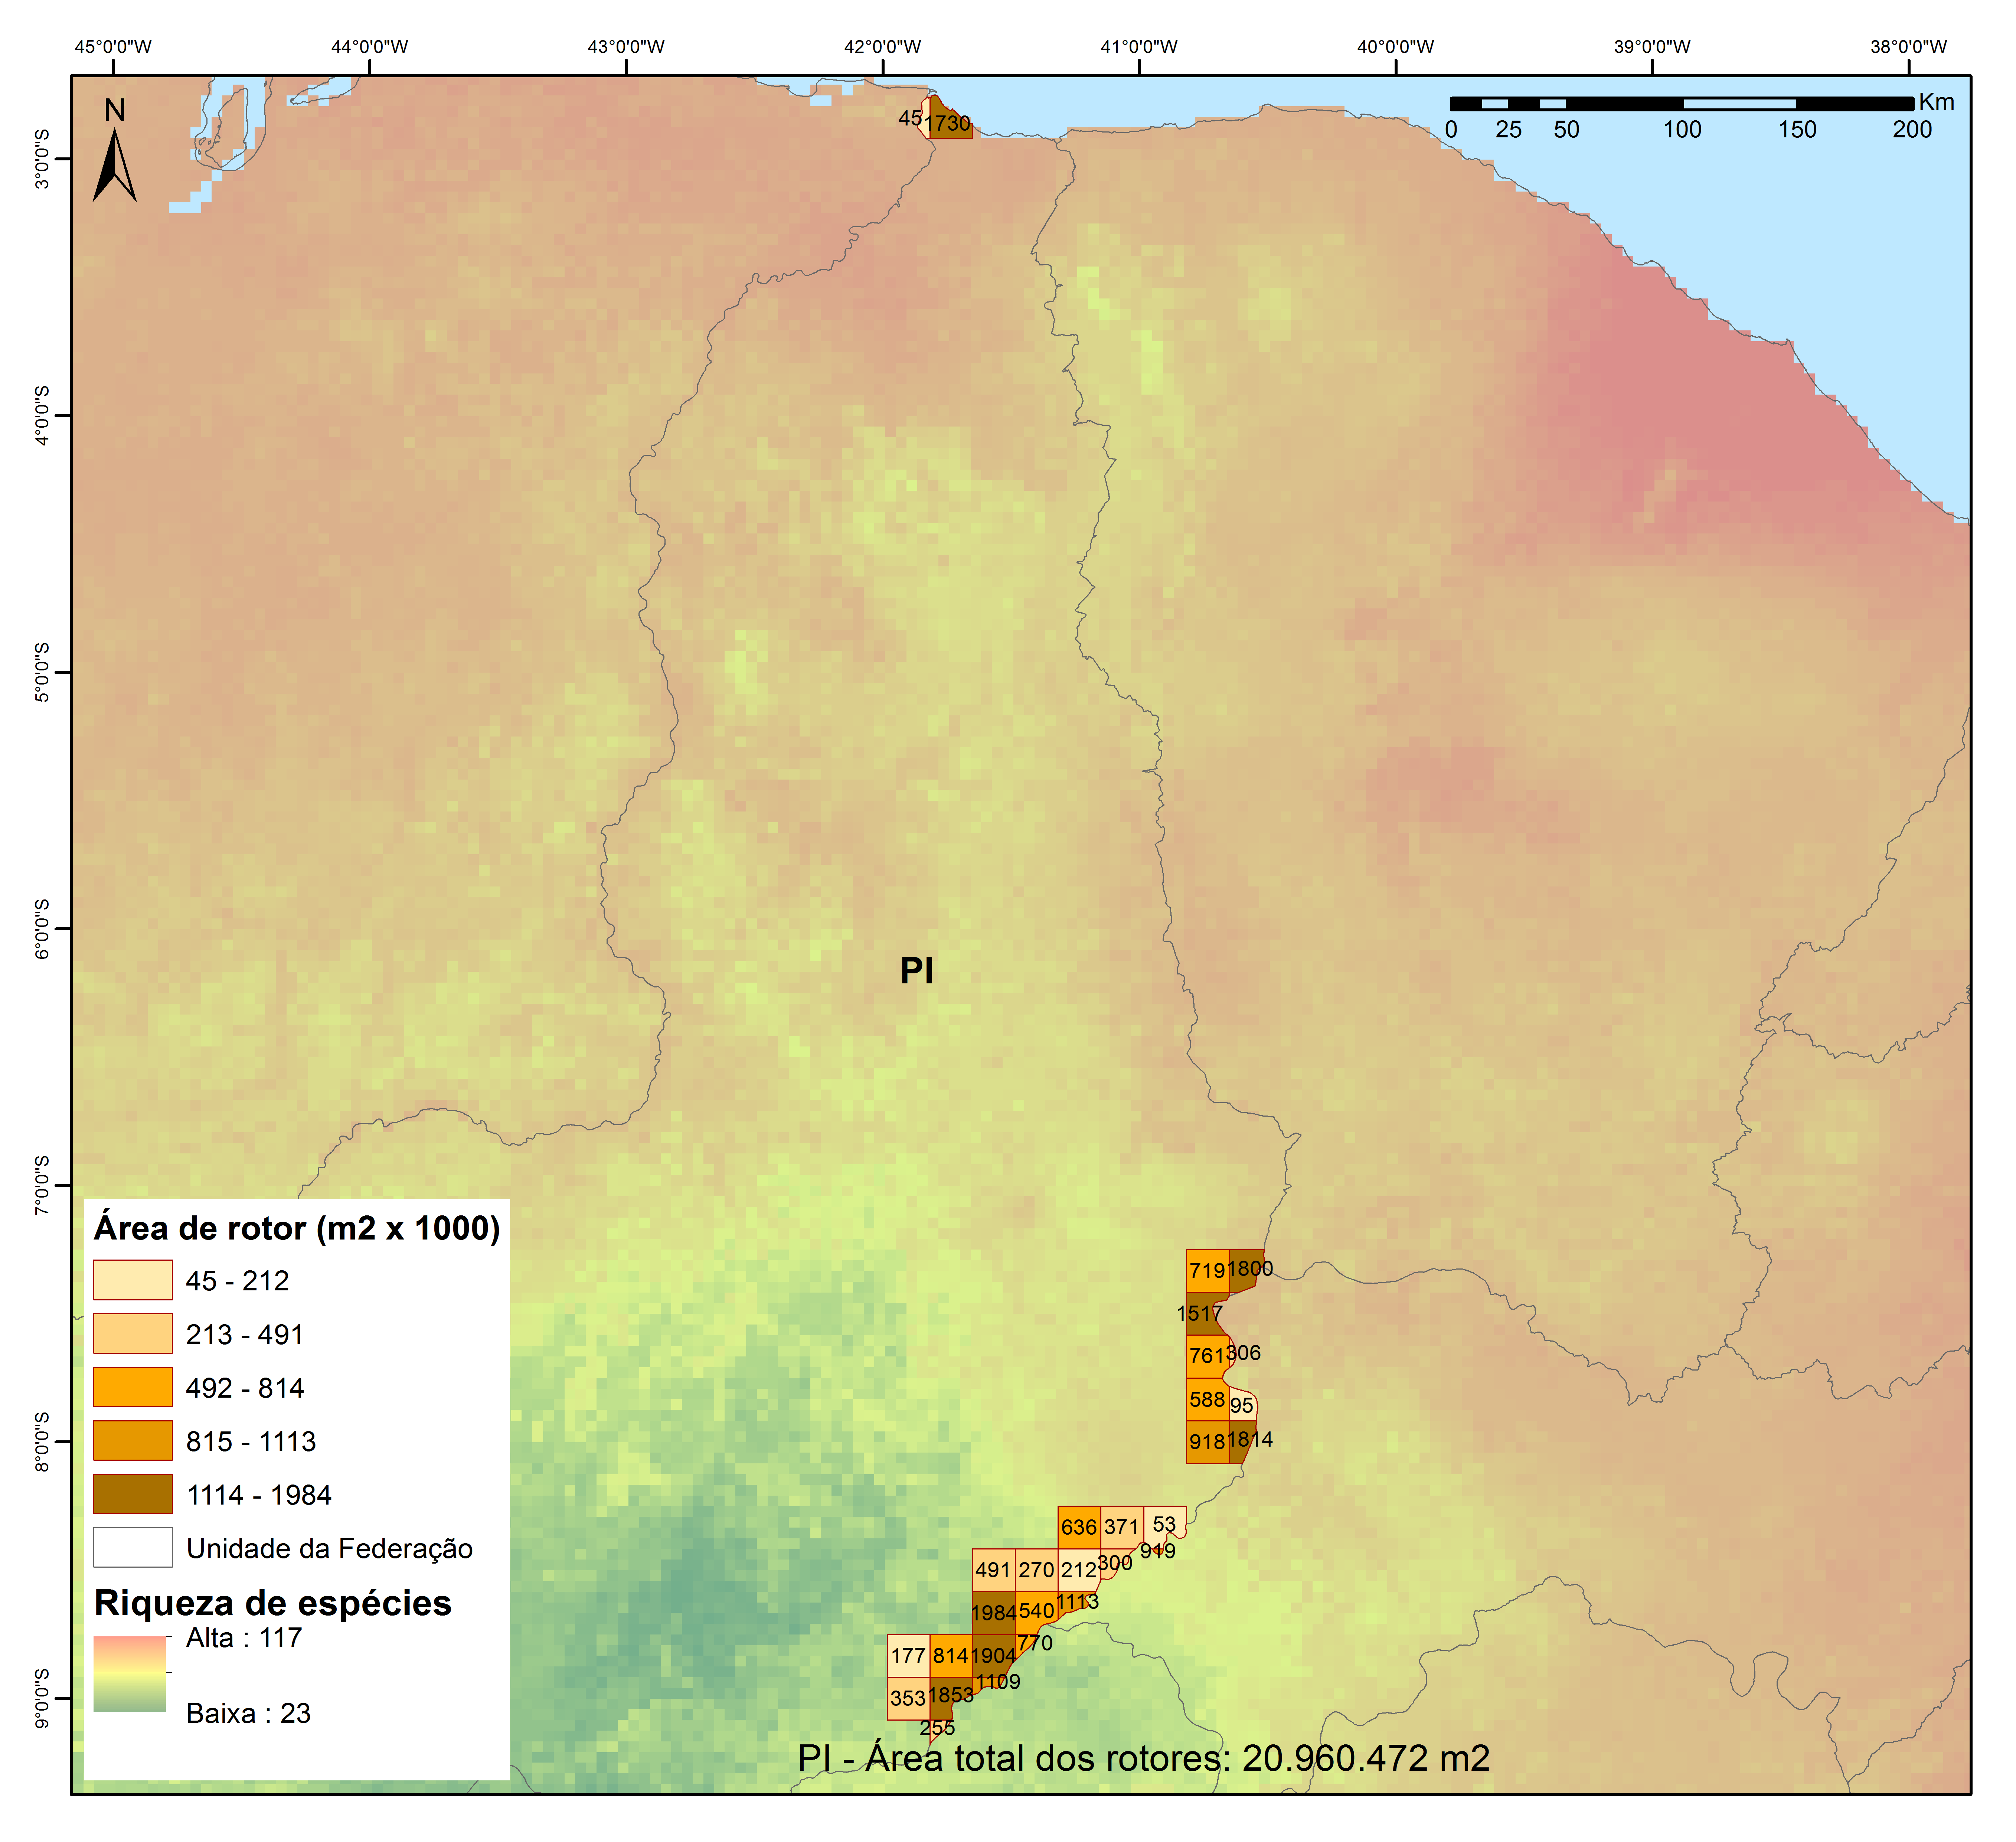 45°0'0"W 44°0'0"W 43°0'0"W 42°0'0"W 41°0'0"W 40°0'0"W 39°0'0"W 38°0'0"W
N
Km
0 25 50 100 150 200
3°0'0"S
4°0'0"S
5°0'0"S
6°0'0"S
7°0'0"S
8°0'0"S
9°0'0"S
45 1730
PI
719 1800
1517
761 306
588 95
918 1814
636 371 53
919
491 270 212 300
1984 540 1113
770
177 814 1904
1109
353 1853
255
Área de rotor (m2 x 1000)
45 - 212
213 - 491
492 - 814
815 - 1113
1114 - 1984
Unidade da Federação
Riqueza de espécies
Alta : 117
Baixa : 23
PI - Área total dos rotores: 20.960.472 m2